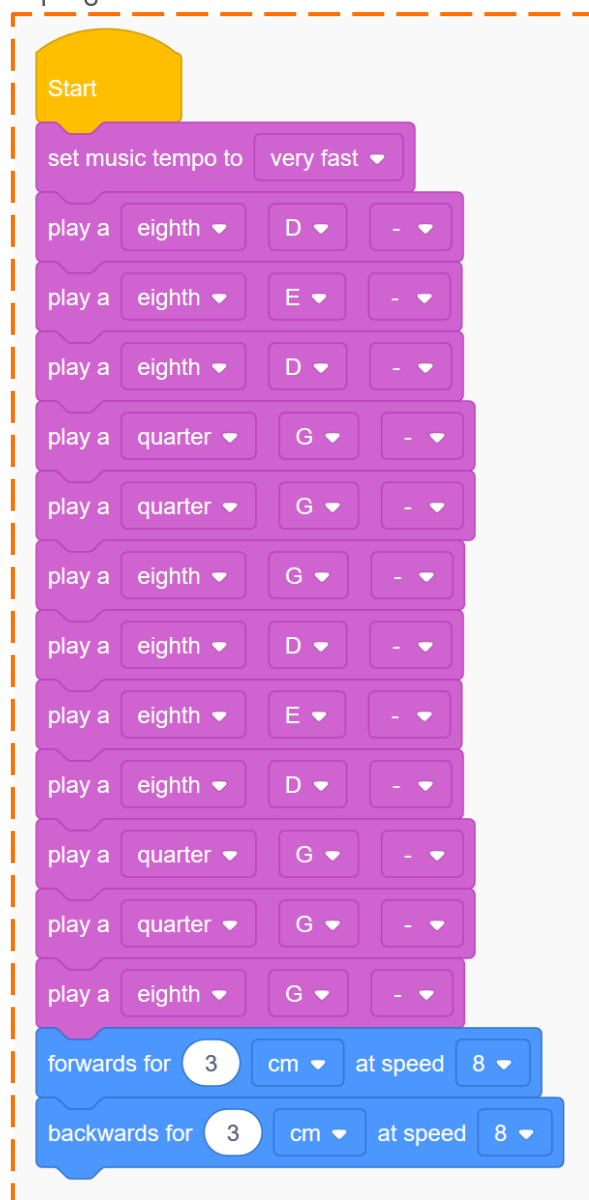 Start
set music tempo to very fast
play a eighth D -
play a eighth E -
play a eighth D -
play a quarter G -
play a quarter G -
play a eighth G -
play a eighth D -
play a eighth E -
play a eighth D -
play a quarter G -
play a quarter G -
play a eighth G -
forwards for 3 cm at speed 8
backwards for 3 cm at speed 8